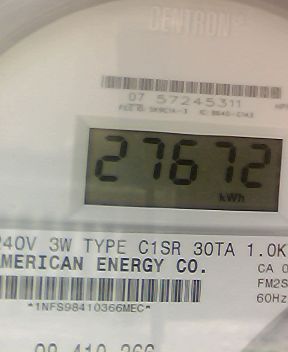 CENTRON
07 57245311
27672
kWh
240V 3W TYPE C1SR 30TA 1.0K
AMERICAN ENERGY CO.
CA 0
FM2S
60Hz
*1NFS98410366MEC*